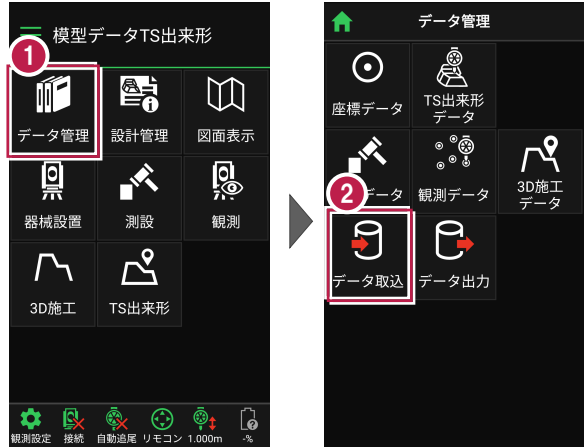 模型データTS出来形
1
データ管理
設計管理
図面表示
器械設置
測設
観測
3D施工
TS出来形
観測設定
接続
自動追尾
リモコン
1.000m
-%
データ管理
座標データ
TS出来形
データ
2
データ
観測データ
3D施工
データ
データ取込
データ出力